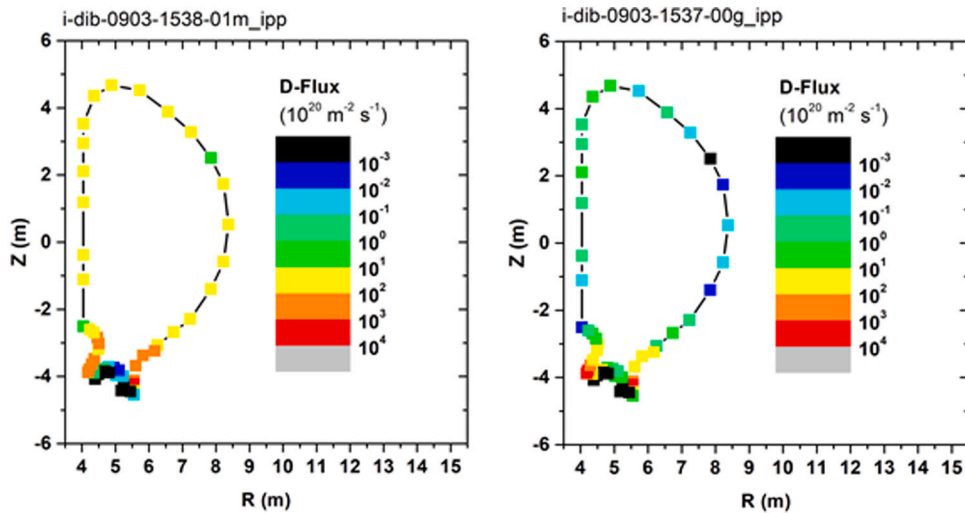 i-dib-0903-1538-01m_ipp
6
4
2
0
-2
-4
-6
Z (m)
D-Flux
(10^20 m^-2 s^-1)
10^-3
10^-2
10^-1
10^0
10^1
10^2
10^3
10^4
4 5 6 7 8 9 10 11 12 13 14 15
R (m)
i-dib-0903-1537-00g_ipp
6
4
2
0
-2
-4
-6
Z (m)
D-Flux
(10^20 m^-2 s^-1)
10^-3
10^-2
10^-1
10^0
10^1
10^2
10^3
10^4
4 5 6 7 8 9 10 11 12 13 14 15
R (m)